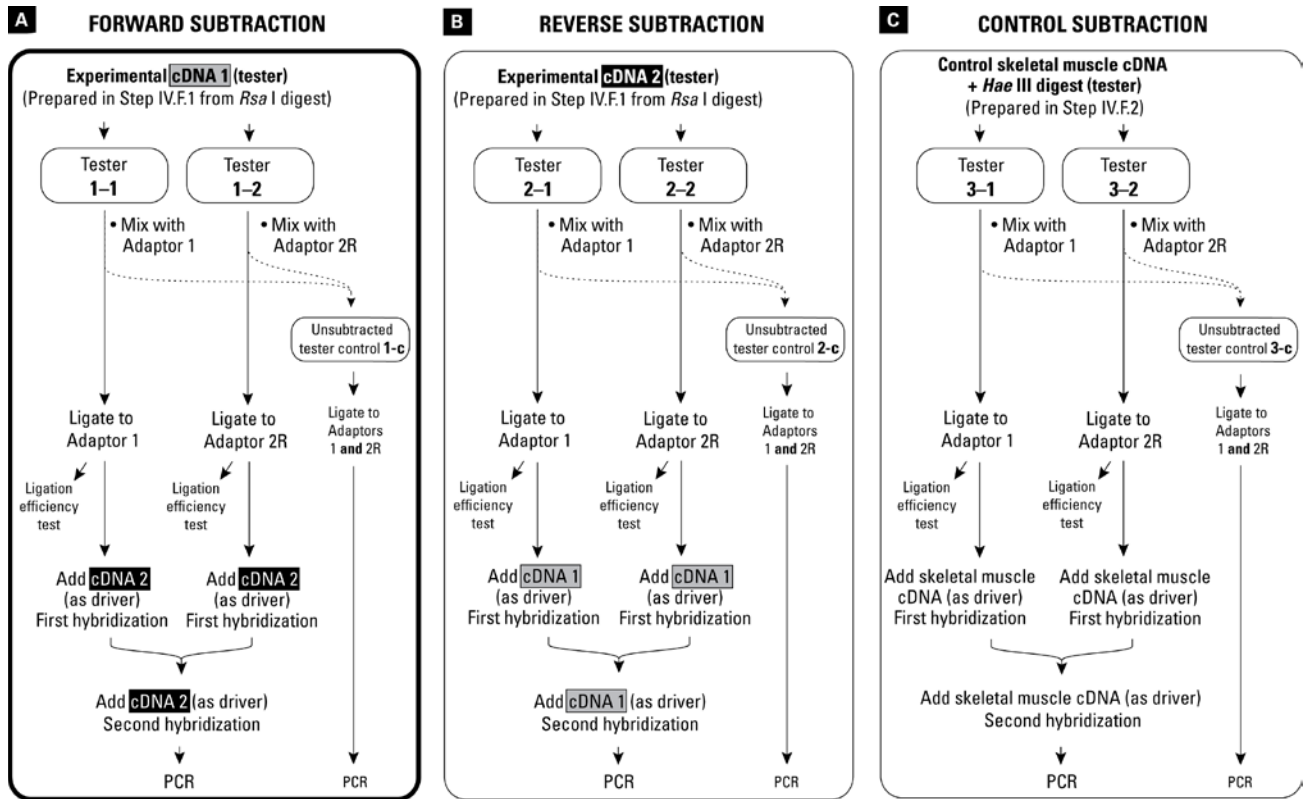 A FORWARD SUBTRACTION
Experimental cDNA 1 (tester)
(Prepared in Step IV.F.1 from Rsa I digest)
Tester
1–1
Tester
1–2
• Mix with
Adaptor 1
• Mix with
Adaptor 2R
Unsubtracted
tester control 1-c
Ligate to
Adaptor 1
Ligate to
Adaptor 2R
Ligate to
Adaptors
1 and 2R
Ligation
efficiency
test
Ligation
efficiency
test
Add cDNA 2
(as driver)
First hybridization
Add cDNA 2
(as driver)
First hybridization
Add cDNA 2 (as driver)
Second hybridization
PCR
PCR
B REVERSE SUBTRACTION
Experimental cDNA 2 (tester)
(Prepared in Step IV.F.1 from Rsa I digest)
Tester
2–1
Tester
2–2
• Mix with
Adaptor 1
• Mix with
Adaptor 2R
Unsubtracted
tester control 2-c
Ligate to
Adaptor 1
Ligate to
Adaptor 2R
Ligate to
Adaptors
1 and 2R
Ligation
efficiency
test
Ligation
efficiency
test
Add cDNA 1
(as driver)
First hybridization
Add cDNA 1
(as driver)
First hybridization
Add cDNA 1 (as driver)
Second hybridization
PCR
PCR
C CONTROL SUBTRACTION
Control skeletal muscle cDNA
+ Hae III digest (tester)
(Prepared in Step IV.F.2)
Tester
3–1
Tester
3–2
• Mix with
Adaptor 1
• Mix with
Adaptor 2R
Unsubtracted
tester control 3-c
Ligate to
Adaptor 1
Ligate to
Adaptor 2R
Ligate to
Adaptors
1 and 2R
Ligation
efficiency
test
Ligation
efficiency
test
Add skeletal muscle
cDNA (as driver)
First hybridization
Add skeletal muscle
cDNA (as driver)
First hybridization
Add skeletal muscle cDNA (as driver)
Second hybridization
PCR
PCR